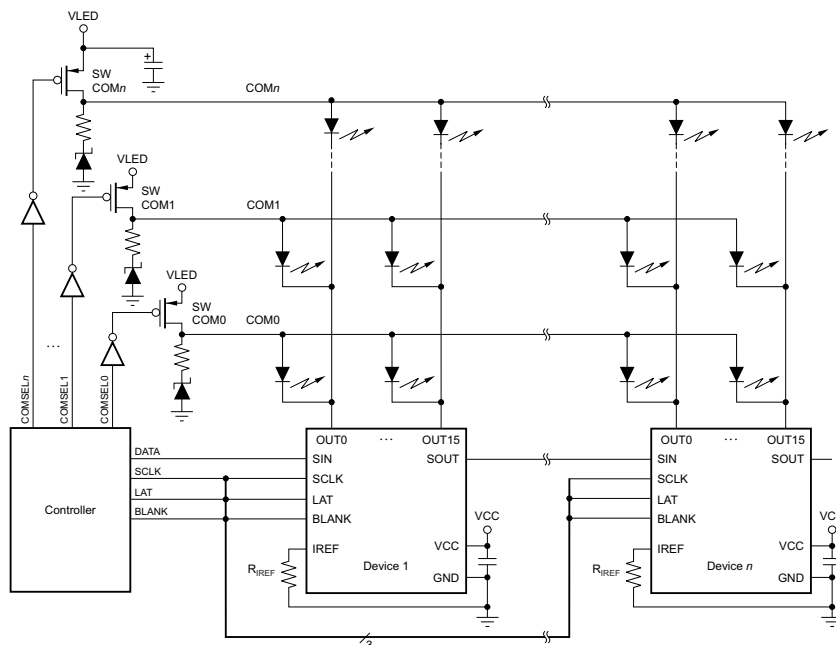 VLED
SW
COMn
COMn
VLED
SW
COM1
COM1
VLED
SW
COM0
COM0
...
COMSELn
COMSEL1
COMSEL0
Controller
DATA
SCLK
LAT
BLANK
OUT0 ... OUT15
SIN SOUT
SCLK
LAT
BLANK
IREF
VCC
GND
Device 1
RIREF
VCC
OUT0 ... OUT15
SIN SOUT
SCLK
LAT
BLANK
IREF
VCC
GND
Device n
RIREF
VC
3